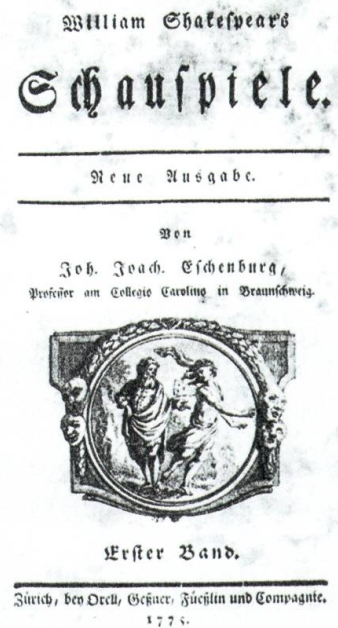 William Shakeſpear's
Schauſpiele.
Neue Ausgabe.
Von
Joh. Joach. Eſchenburg,
Profeſſor am Collegio Carolino in Braunſchweig.
Erſter Band.
Zürich, bey Orell, Geßner, Füeßlin und Compagnie.
1775.